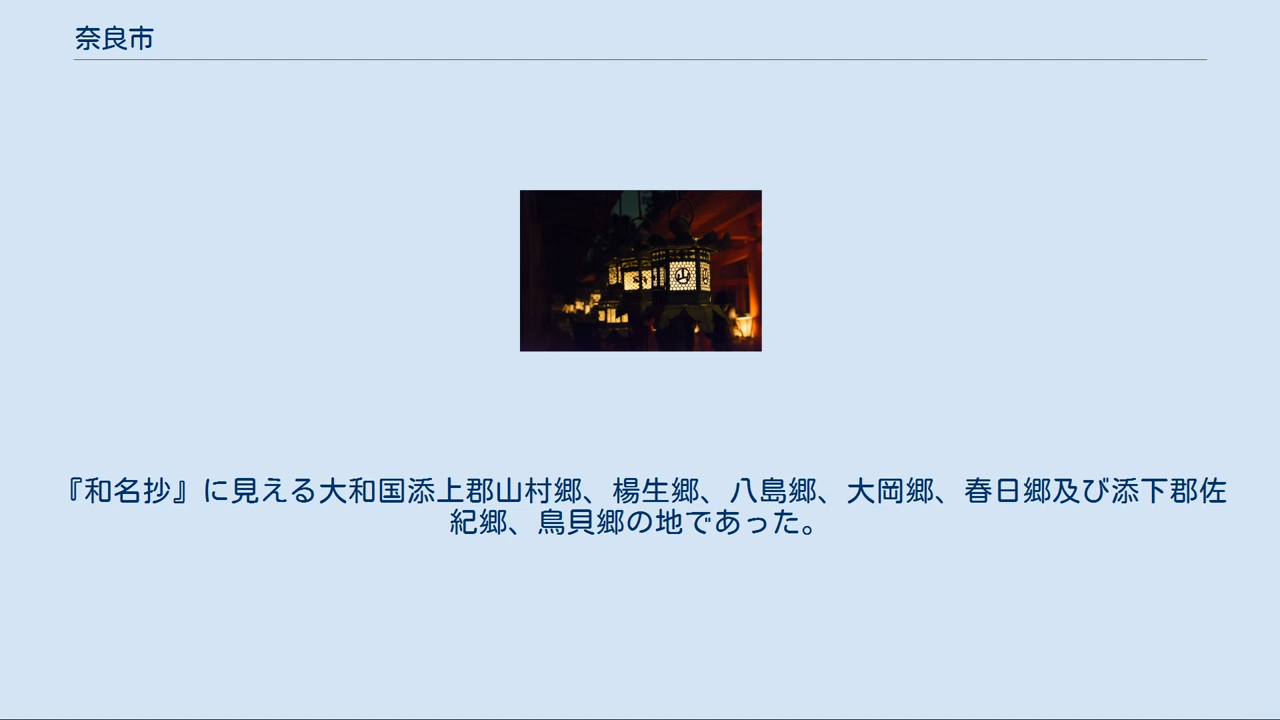 奈良市
『和名抄』に見える大和国添上郡山村郷、楊生郷、八島郷、大岡郷、春日郷及び添下郡佐
紀郷、鳥貝郷の地であった。